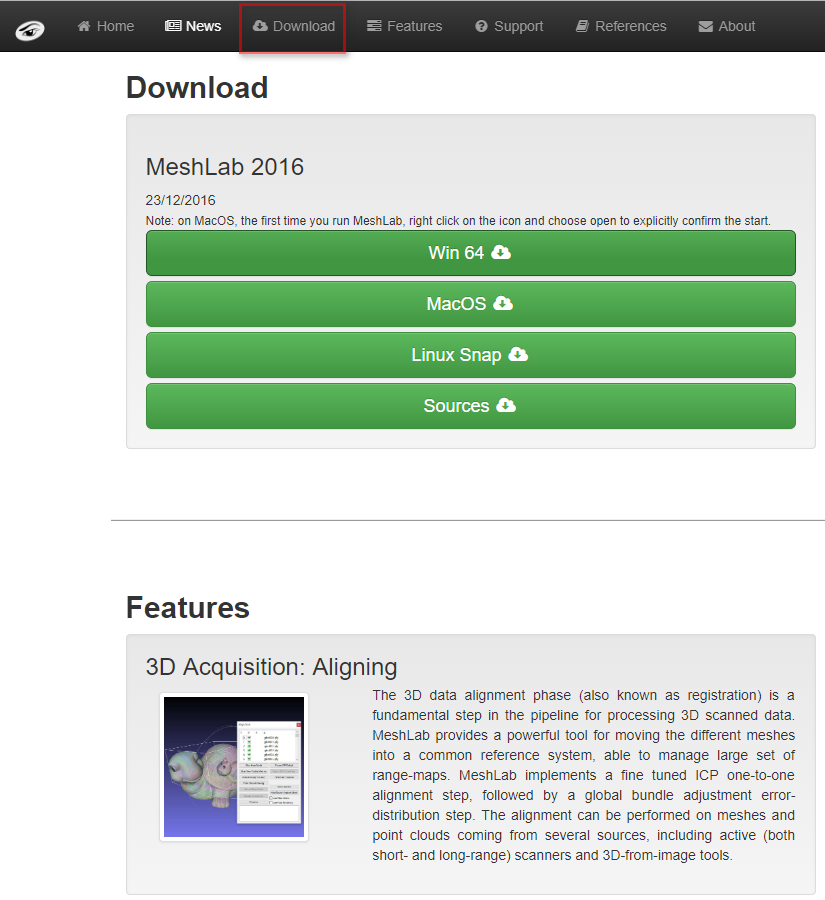 Home News Download Features Support References About
Download
MeshLab 2016
23/12/2016
Note: on MacOS, the first time you run MeshLab, right click on the icon and choose open to explicitly confirm the start.
Win 64
MacOS
Linux Snap
Sources
Features
3D Acquisition: Aligning
The 3D data alignment phase (also known as registration) is a
fundamental step in the pipeline for processing 3D scanned data.
MeshLab provides a powerful tool for moving the different meshes
into a common reference system, able to manage large set of
range-maps. MeshLab implements a fine tuned ICP one-to-one
alignment step, followed by a global bundle adjustment error-
distribution step. The alignment can be performed on meshes and
point clouds coming from several sources, including active (both
short- and long-range) scanners and 3D-from-image tools.